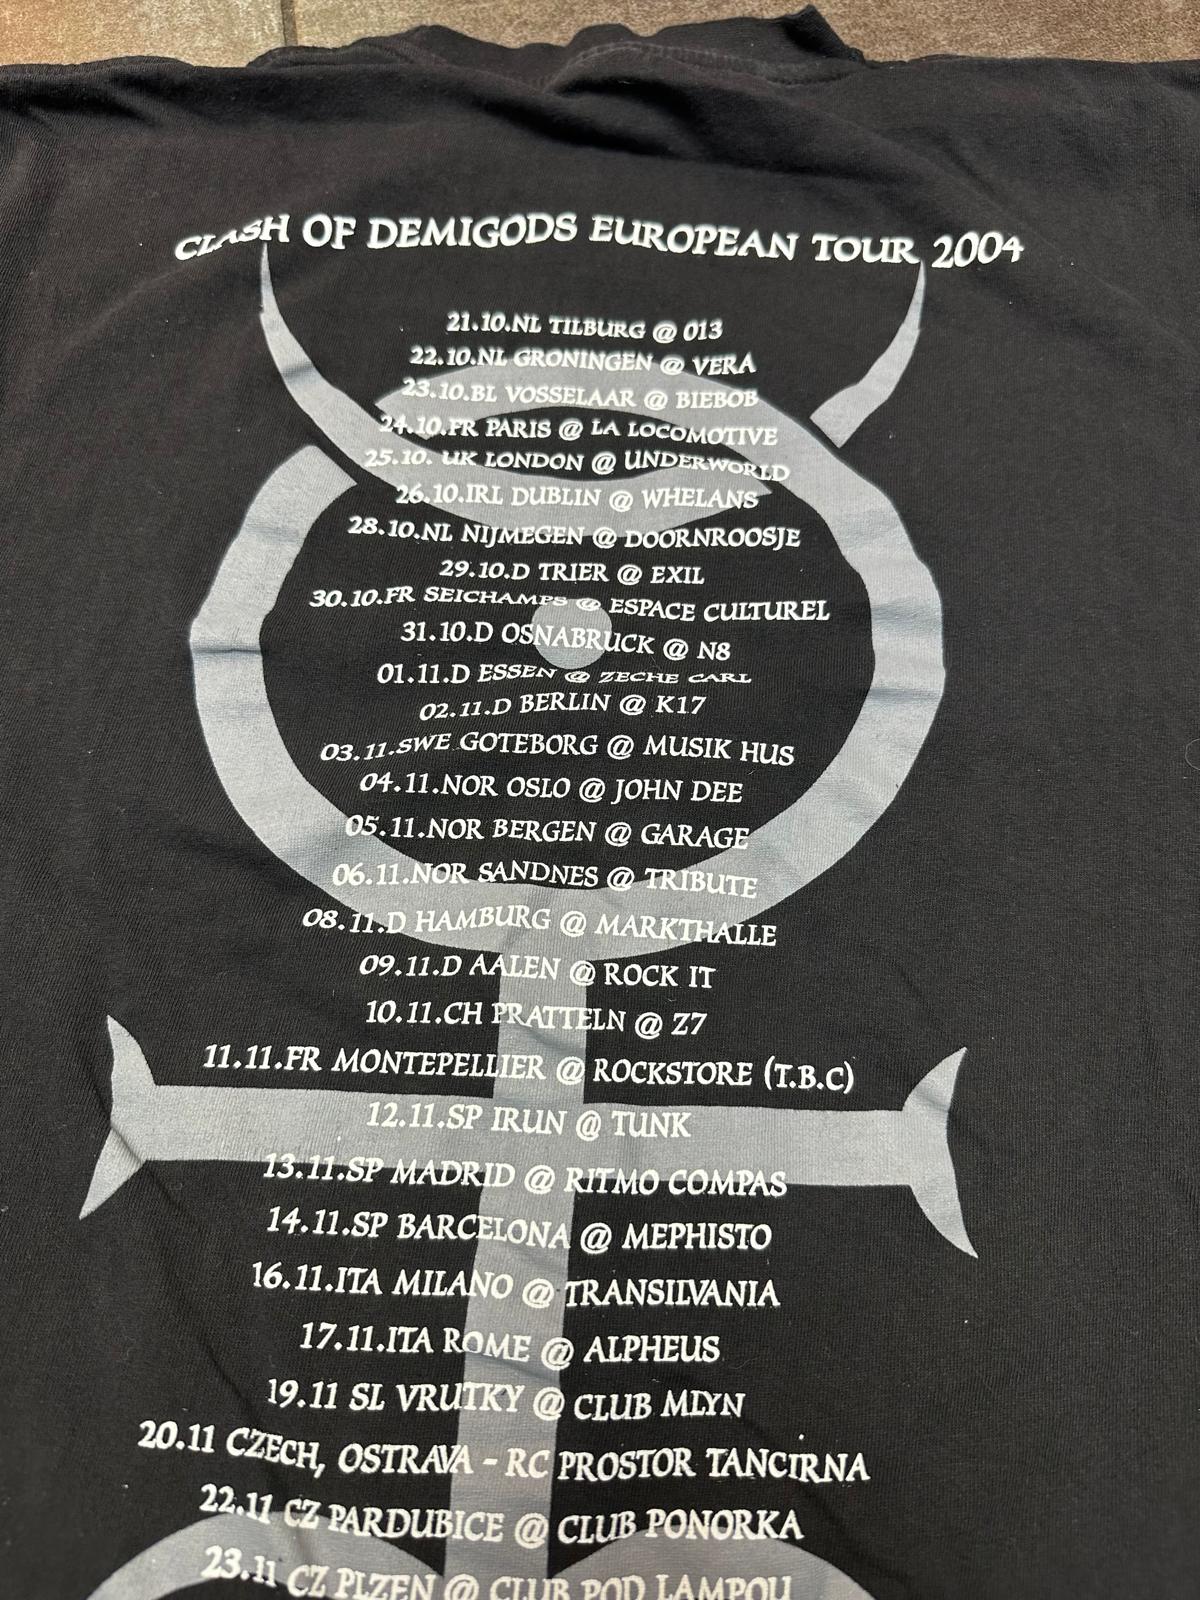 CLASH OF DEMIGODS EUROPEAN TOUR 2004
21.10.NL TILBURG @ 013
22.10.NL GRONINGEN @ VERA
23.10.BL VOSSELAAR @ BIEBOB
24.10.FR PARIS @ LA LOCOMOTIVE
25.10. UK LONDON @ UNDERWORLD
26.10.IRL DUBLIN @ WHELANS
28.10.NL NIJMEGEN @ DOORNROOSJE
29.10.D TRIER @ EXIL
30.10.FR SEICHAMPS @ ESPACE CULTUREL
31.10.D OSNABRUCK @ N8
01.11.D ESSEN @ ZECHE CARL
02.11.D BERLIN @ K17
03.11.SWE GOTEBORG @ MUSIK HUS
04.11.NOR OSLO @ JOHN DEE
05.11.NOR BERGEN @ GARAGE
06.11.NOR SANDNES @ TRIBUTE
08.11.D HAMBURG @ MARKTHALLE
09.11.D AALEN @ ROCK IT
10.11.CH PRATTELN @ Z7
11.11.FR MONTEPELLIER @ ROCKSTORE (T.B.C)
12.11.SP IRUN @ TUNK
13.11.SP MADRID @ RITMO COMPAS
14.11.SP BARCELONA @ MEPHISTO
16.11.ITA MILANO @ TRANSILVANIA
17.11.ITA ROME @ ALPHEUS
19.11 SL VRUTKY @ CLUB MLYN
20.11 CZECH, OSTRAVA - RC PROSTOR TANCIRNA
22.11 CZ PARDUBICE @ CLUB PONORKA
23.11 CZ PLZEN @ CLUB POD LAMPOU